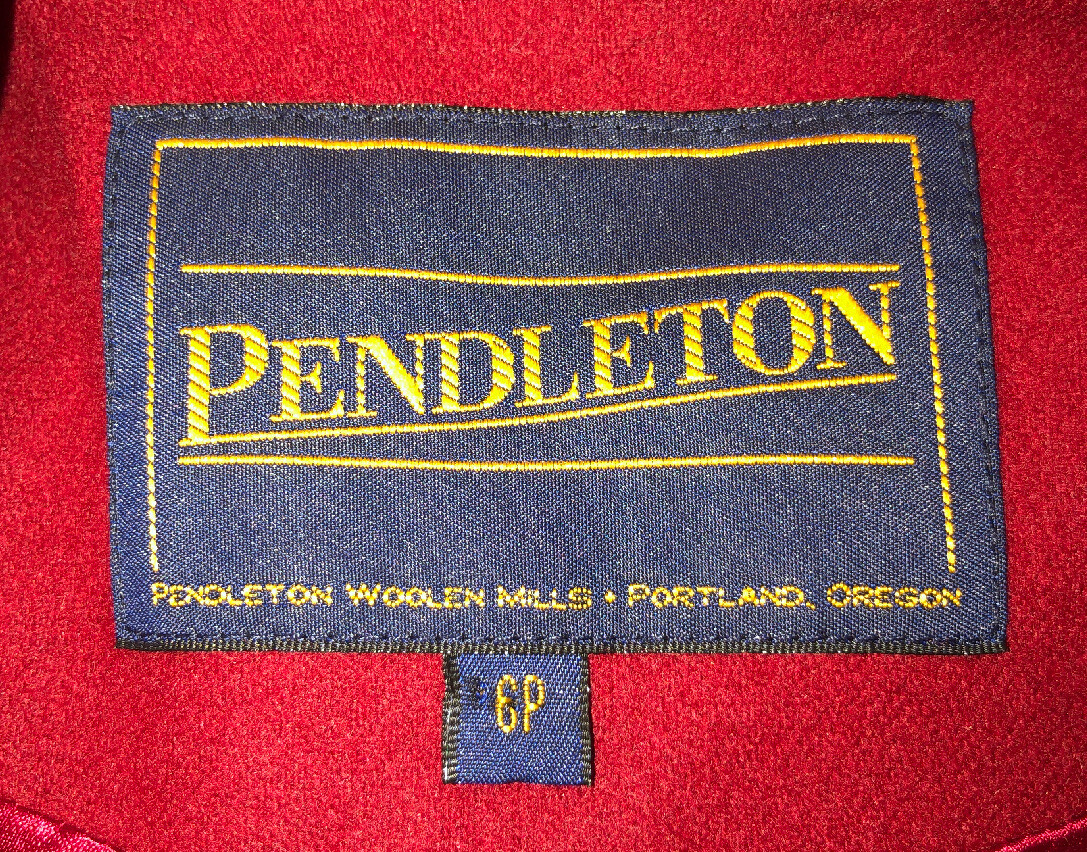 PENDLETON
PENDLETON WOOLEN MILLS • PORTLAND, OREGON
6P